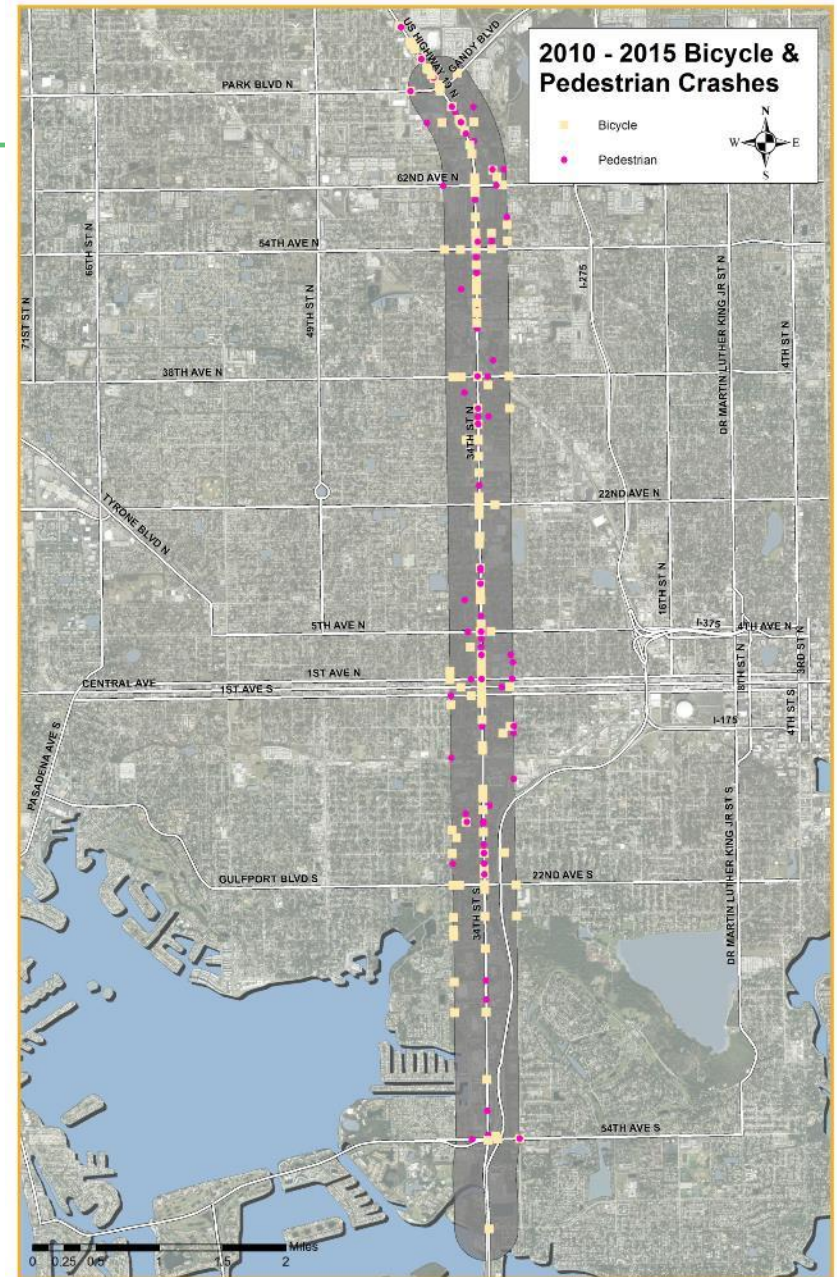 2010 - 2015 Bicycle &
Pedestrian Crashes
Bicycle
Pedestrian
N
W
E
S
US HIGHWAY 19 N
GANDY BLVD
PARK BLVD N
62ND AVE N
54TH AVE N
71ST ST N
66TH ST N
49TH ST N
I-275
DR MARTIN LUTHER KING JR ST N
4TH ST N
38TH AVE N
34TH ST N
22ND AVE N
TYRONE BLVD N
16TH ST N
5TH AVE N
I-375
4TH AVE N
8TH ST N
3RD ST N
1ST AVE N
CENTRAL AVE
1ST AVE S
I-175
4TH ST S
PASADENA AVE S
DR MARTIN LUTHER KING JR ST S
GULFPORT BLVD S
22ND AVE S
34TH ST S
54TH AVE S
Miles
0 0.25 0.5 1 1.5 2